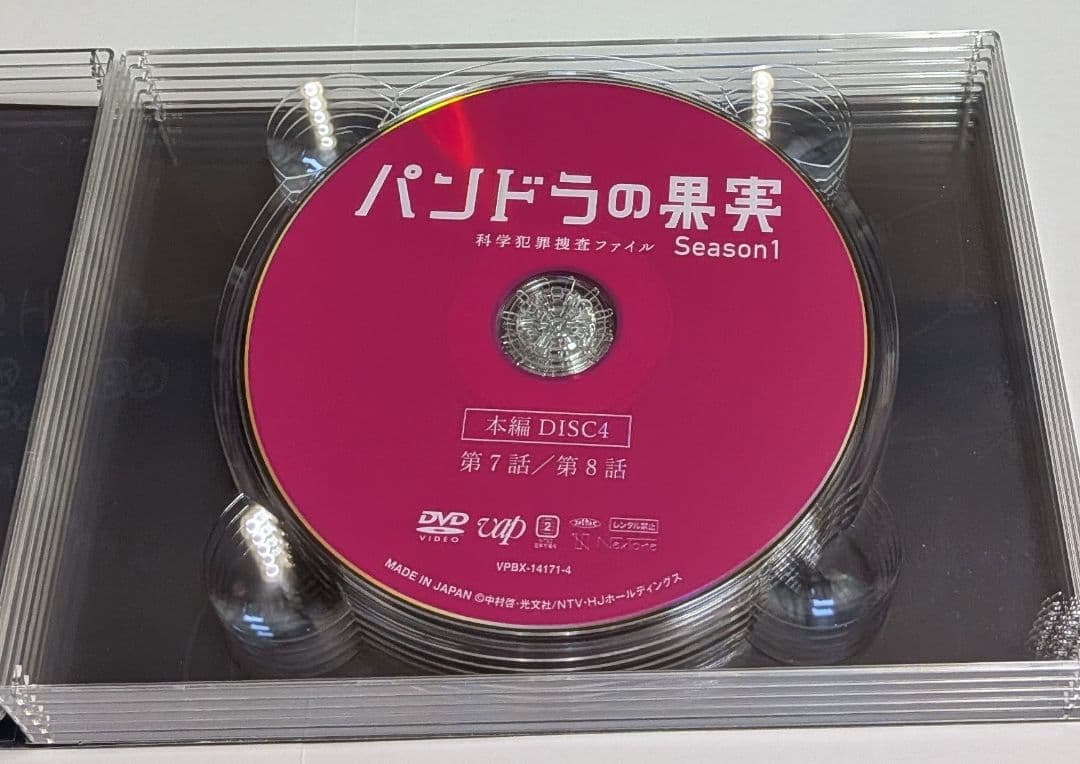 パンドラの果実
科学犯罪捜査ファイル Season1
本編 DISC4
第7話／第8話
DVD VIDEO vap 2 レンタル禁止
Nextore
VPBX-14171-4
MADE IN JAPAN ©中村啓・光文社/NTV・HJホールディングス